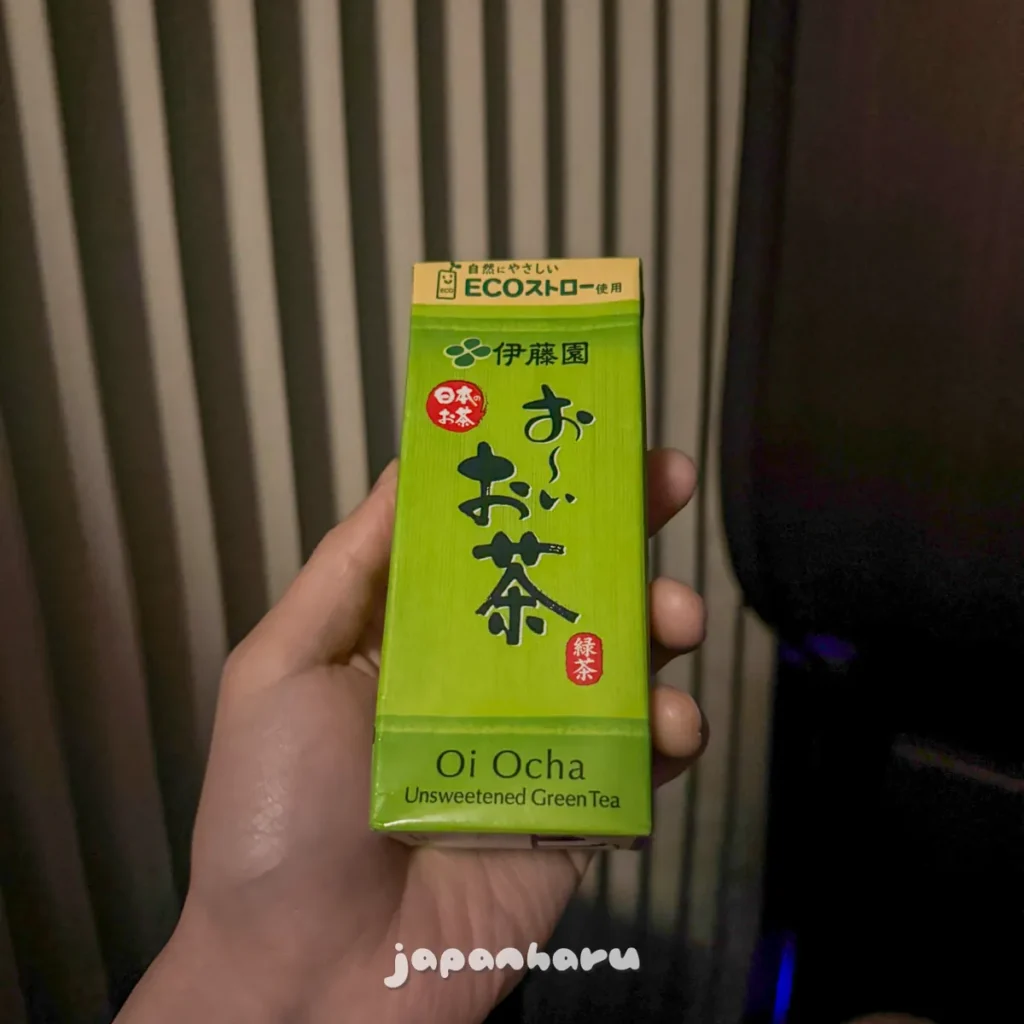 自然にやさしい
ECO
ECOストロー使用
伊藤園
日本の
お茶
お〜い
お茶
緑茶
Oi Ocha
Unsweetened Green Tea
japanharu